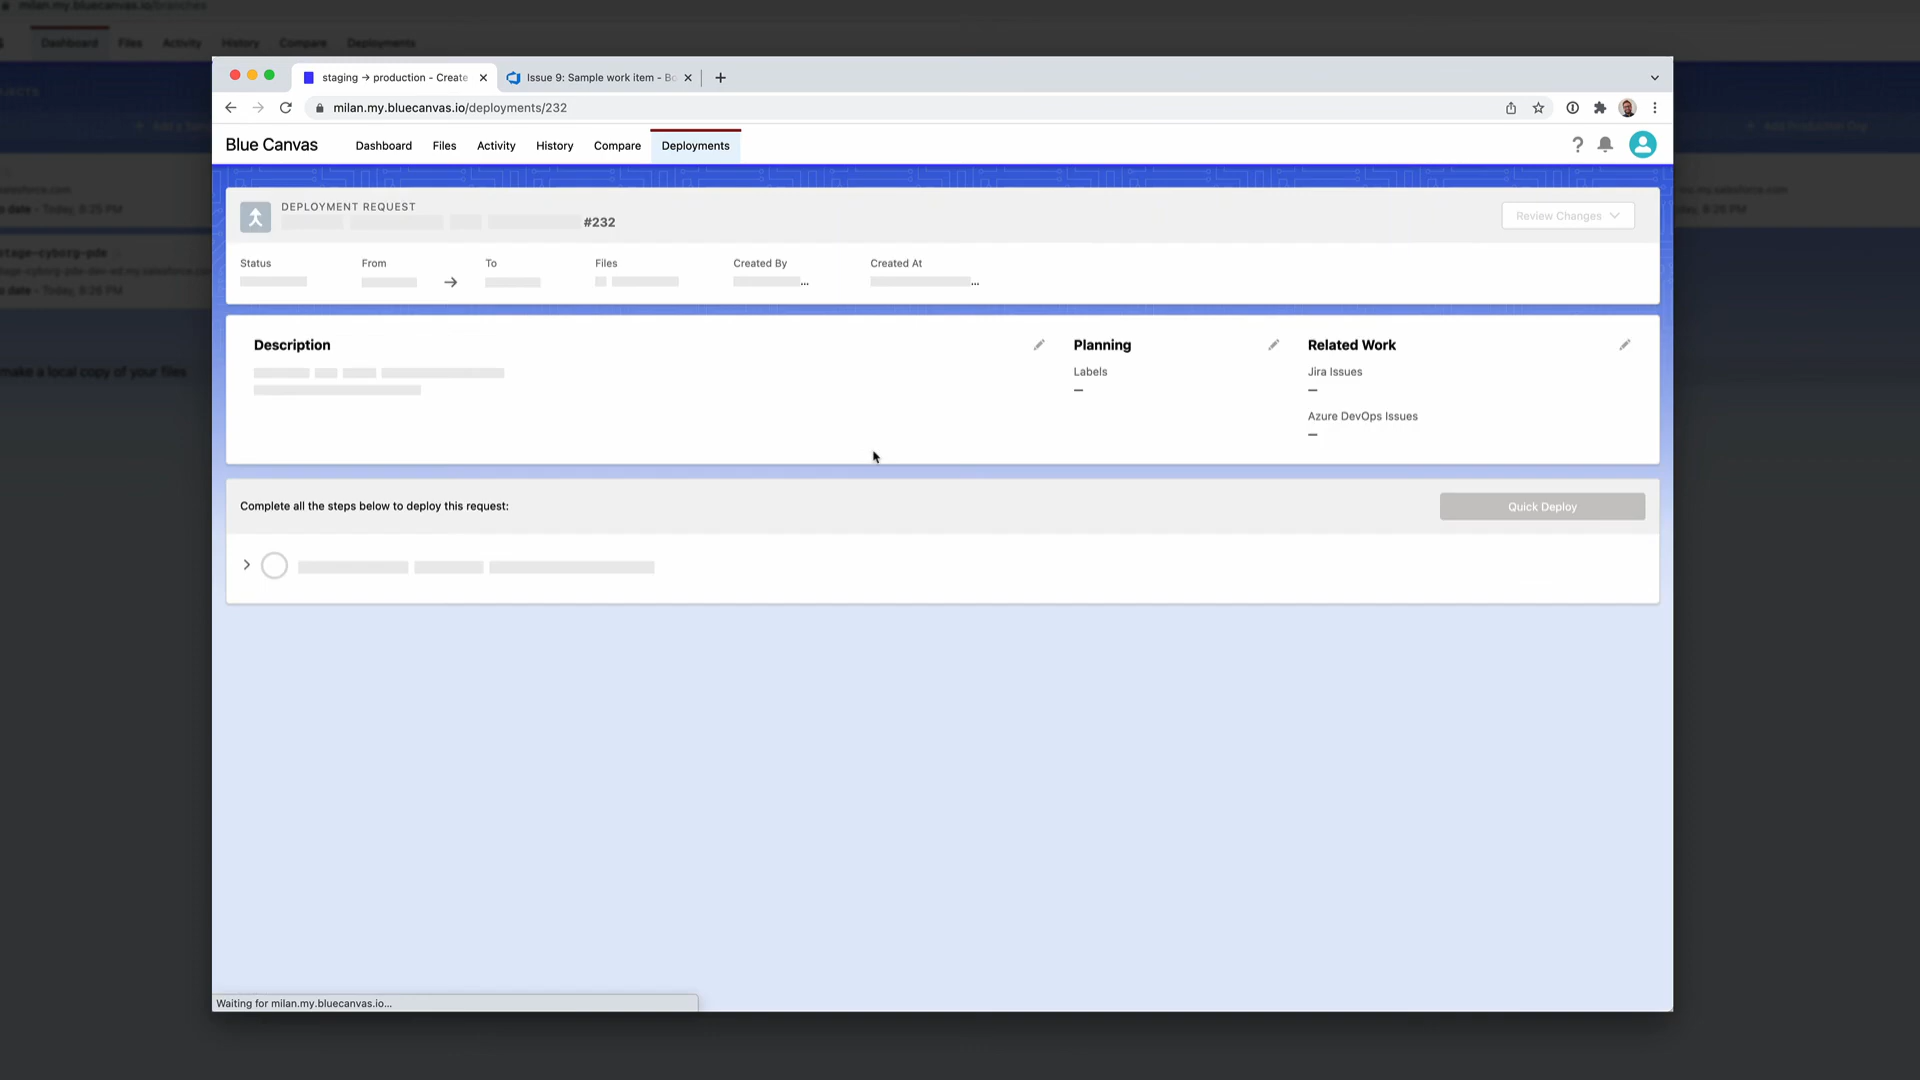 milan.my.bluecanvas.io/branches
Dashboard Files Activity History Compare Deployments
staging → production - Create
Issue 9: Sample work item - Bo
milan.my.bluecanvas.io/deployments/232
Blue Canvas
Dashboard Files Activity History Compare Deployments
DEPLOYMENT REQUEST
#232
Review Changes
Status From To Files Created By Created At
... ...
Description
Planning
Labels
–
Related Work
Jira Issues
–
Azure DevOps Issues
–
Complete all the steps below to deploy this request:
Quick Deploy
Waiting for milan.my.bluecanvas.io...
o date - Today, 8:25 PM
tage-cyborg-pde
o date - Today, 8:26 PM
make a local copy of your files
Add Production Org